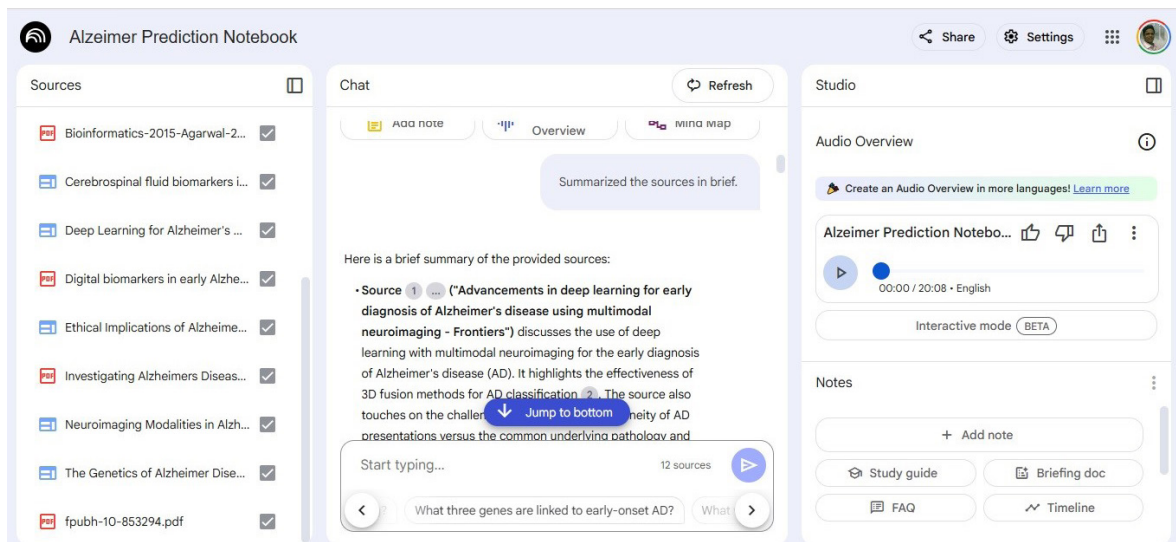 Alzeimer Prediction Notebook
Share
Settings
Sources
PDF Bioinformatics-2015-Agarwal-2...
Cerebrospinal fluid biomarkers i...
Deep Learning for Alzheimer's ...
PDF Digital biomarkers in early Alzhe...
Ethical Implications of Alzheime...
PDF Investigating Alzheimers Diseas...
Neuroimaging Modalities in Alzh...
The Genetics of Alzheimer Dise...
PDF fpubh-10-853294.pdf
Chat
Refresh
Add note
Overview
Mind Map
Summarized the sources in brief.
Here is a brief summary of the provided sources:
• Source 1 ... ("Advancements in deep learning for early
diagnosis of Alzheimer's disease using multimodal
neuroimaging - Frontiers") discusses the use of deep
learning with multimodal neuroimaging for the early diagnosis
of Alzheimer's disease (AD). It highlights the effectiveness of
3D fusion methods for AD classification 2 . The source also
touches on the challen
neity of AD
Jump to bottom
presentations versus the common underlying pathology and
Start typing...
12 sources
?
What three genes are linked to early-onset AD?
What
Studio
Audio Overview
Create an Audio Overview in more languages! Learn more
Alzeimer Prediction Notebo...
00:00 / 20:08 • English
Interactive mode BETA
Notes
+ Add note
Study guide
Briefing doc
FAQ
Timeline